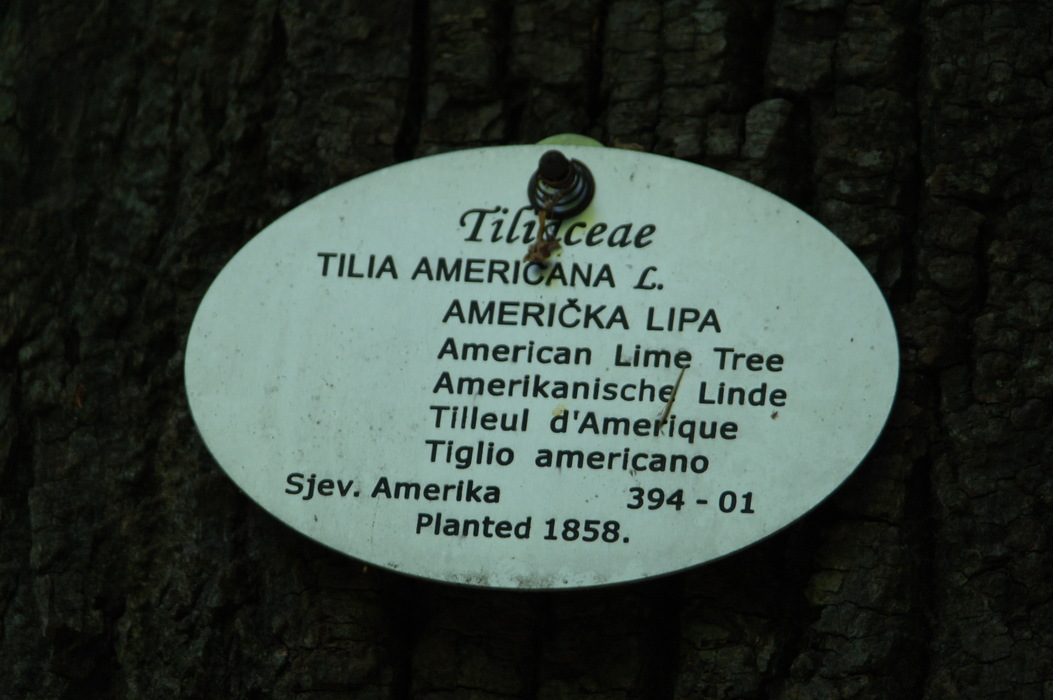 Tiliaceae
TILIA AMERICANA L.
AMERIČKA LIPA
American Lime Tree
Amerikanische Linde
Tilleul d'Amerique
Tiglio americano
Sjev. Amerika 394 - 01
Planted 1858.